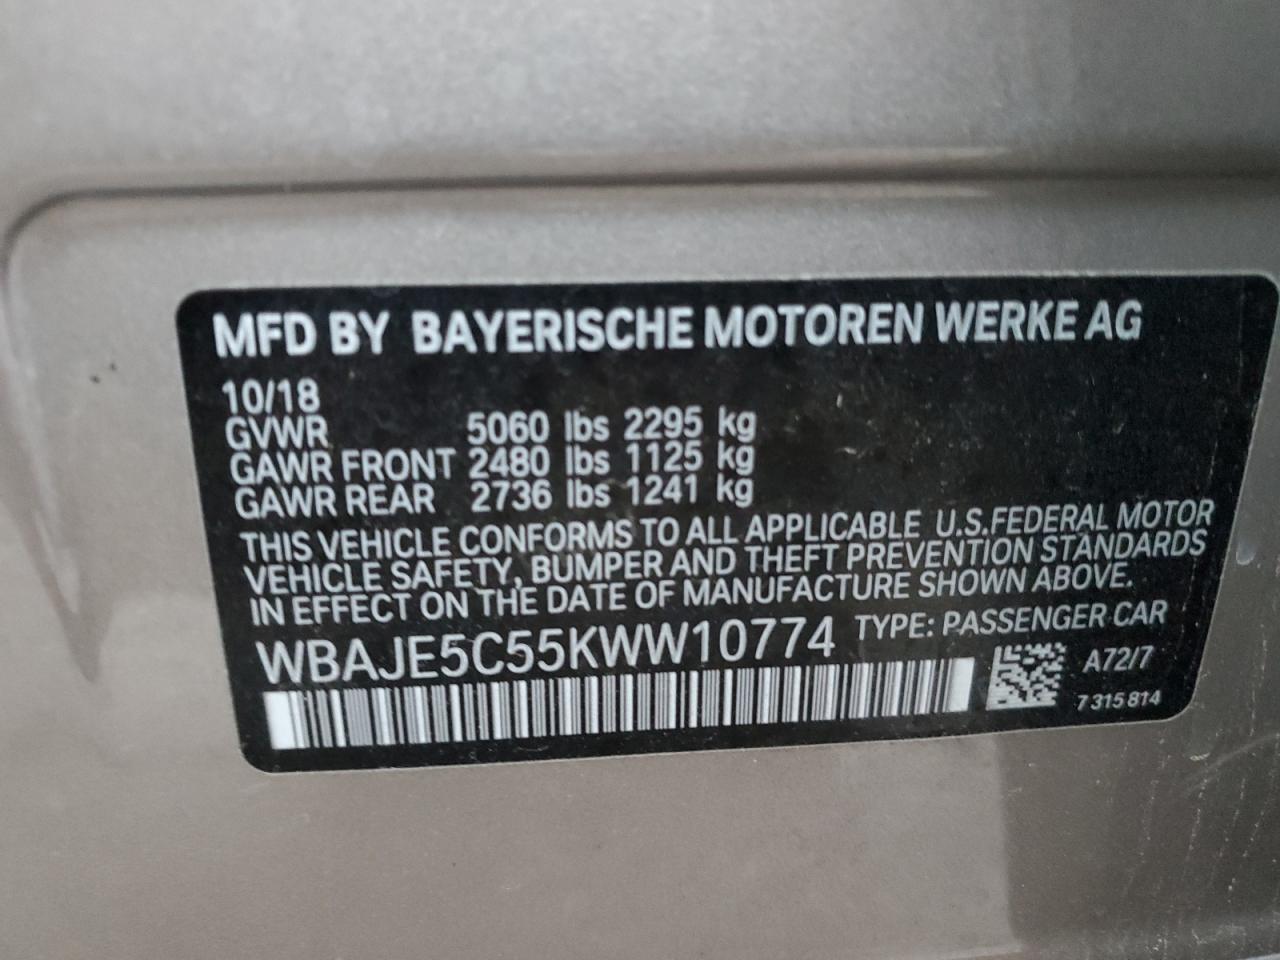 MFD BY BAYERISCHE MOTOREN WERKE AG
10/18
GVWR 5060 lbs 2295 kg
GAWR FRONT 2480 lbs 1125 kg
GAWR REAR 2736 lbs 1241 kg
THIS VEHICLE CONFORMS TO ALL APPLICABLE U.S.FEDERAL MOTOR
VEHICLE SAFETY, BUMPER AND THEFT PREVENTION STANDARDS
IN EFFECT ON THE DATE OF MANUFACTURE SHOWN ABOVE.
WBAJE5C55KWW10774 TYPE: PASSENGER CAR
A72/7
7 315 814